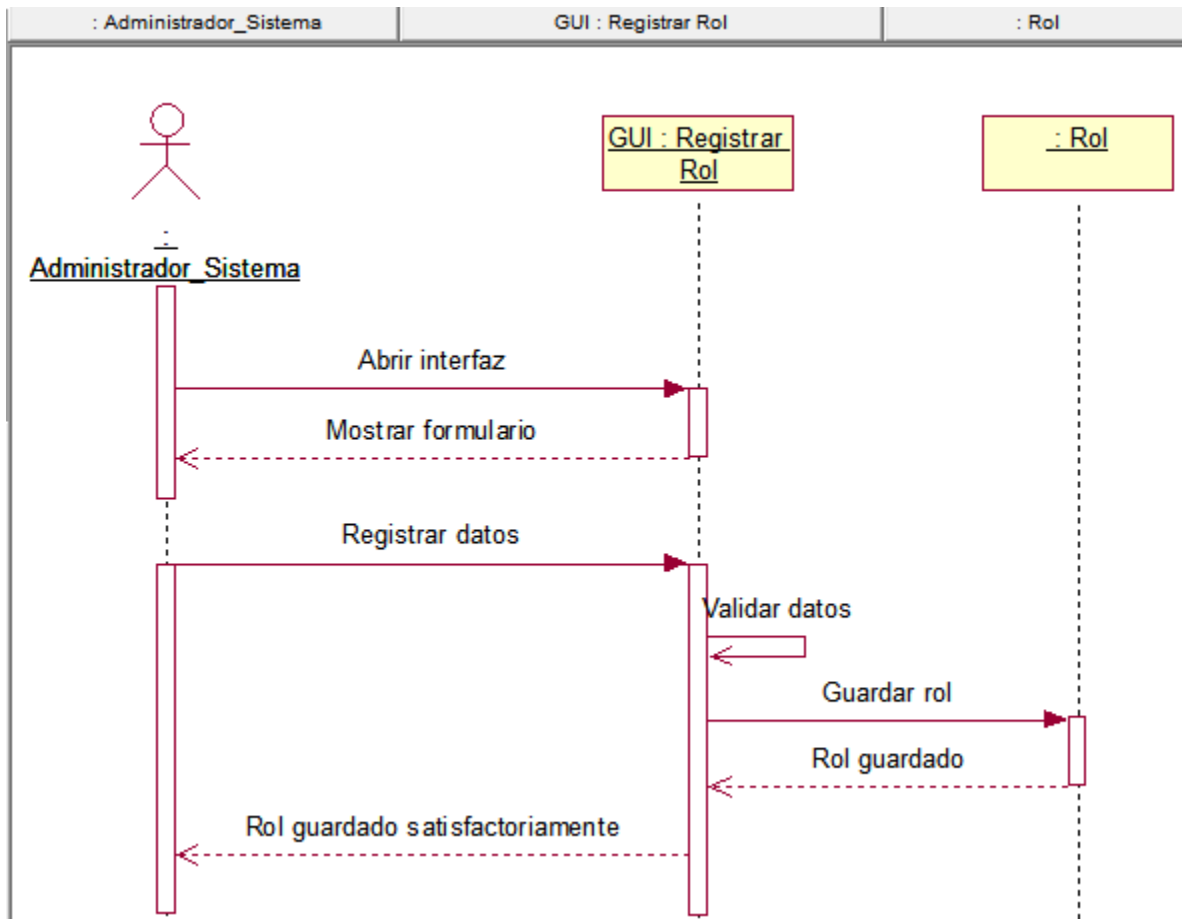 : Administrador_Sistema
GUI : Registrar Rol
: Rol
GUI : Registrar
Rol
: Rol
:
Administrador_Sistema
Abrir interfaz
Mostrar formulario
Registrar datos
Validar datos
Guardar rol
Rol guardado
Rol guardado satisfactoriamente